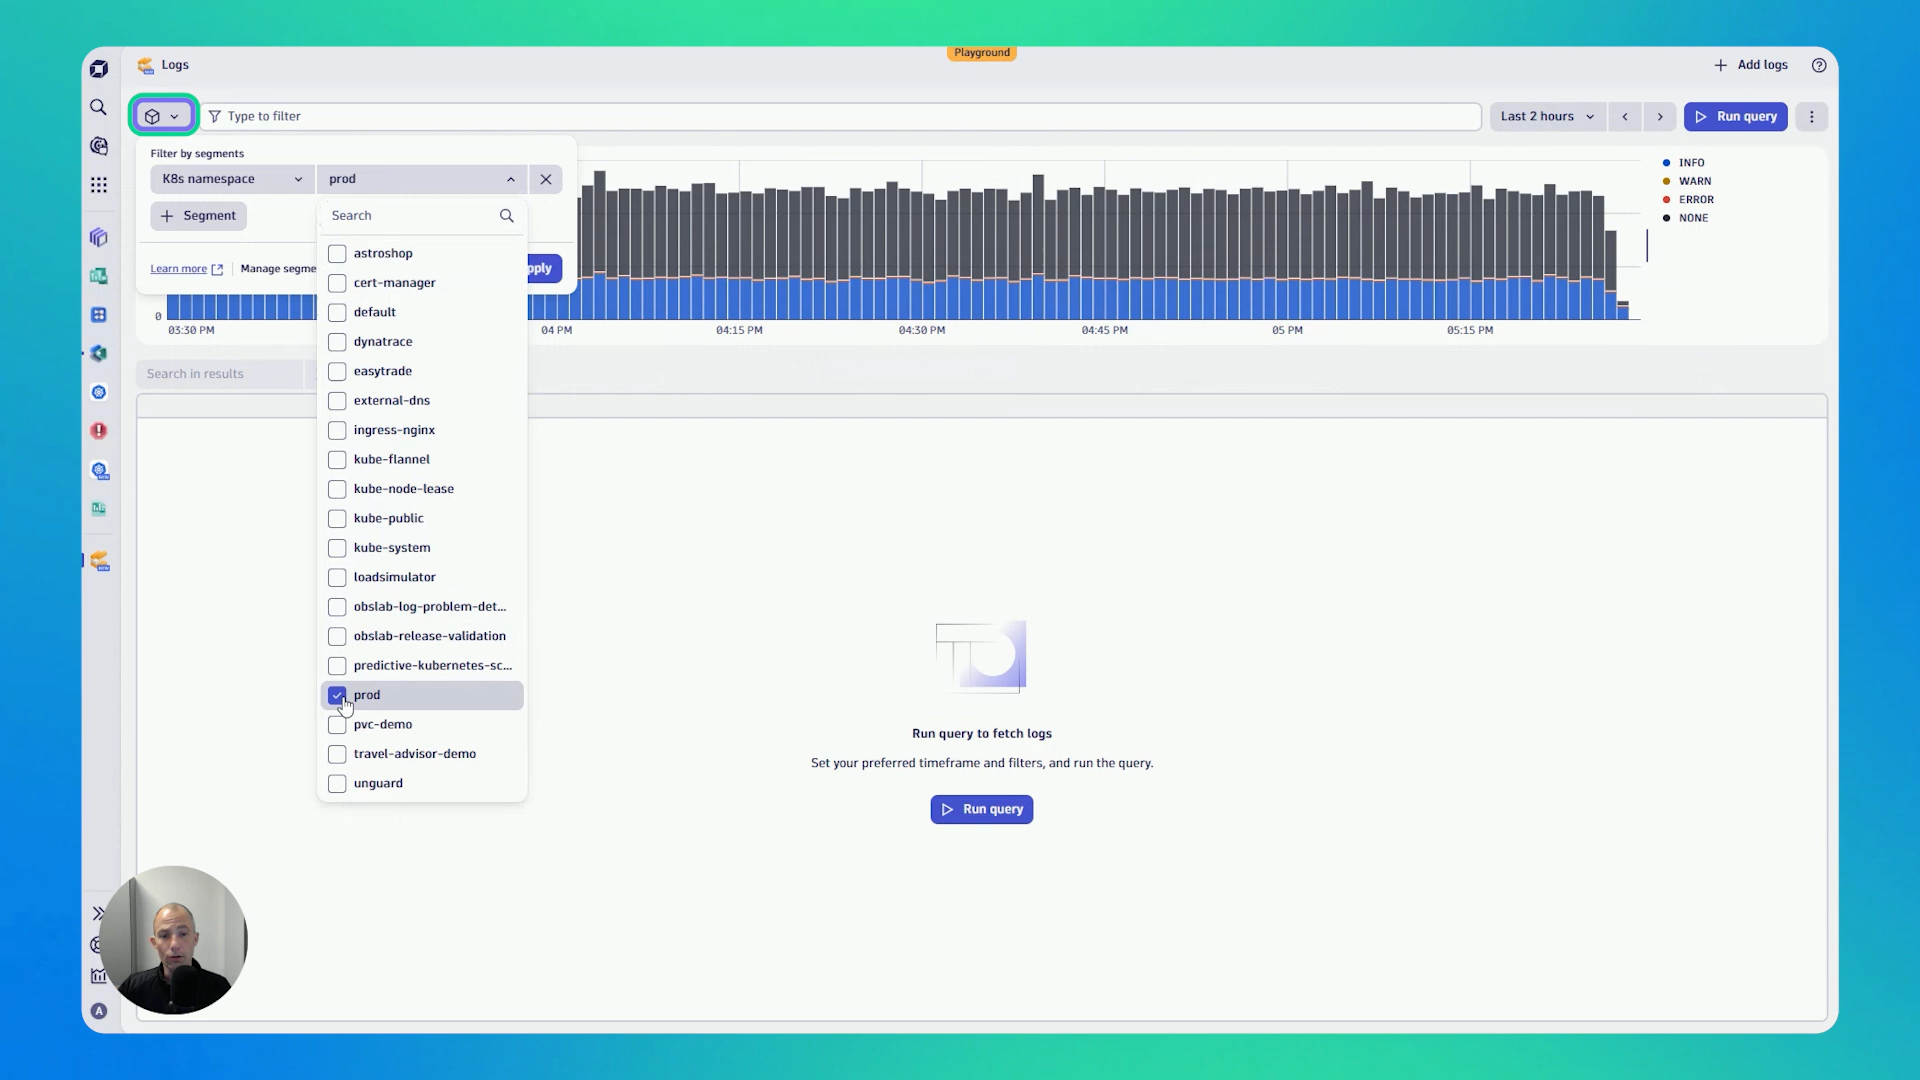 Playground
Logs
Add logs
Type to filter
Last 2 hours
Run query
Filter by segments
K8s namespace
prod
Segment
Search
Learn more
Manage segme
pply
INFO
WARN
ERROR
NONE
0
03:30 PM
04 PM
04:15 PM
04:30 PM
04:45 PM
05 PM
05:15 PM
Search in results
astroshop
cert-manager
default
dynatrace
easytrade
external-dns
ingress-nginx
kube-flannel
kube-node-lease
kube-public
kube-system
loadsimulator
obslab-log-problem-det...
obslab-release-validation
predictive-kubernetes-sc...
prod
pvc-demo
travel-advisor-demo
unguard
Run query to fetch logs
Set your preferred timeframe and filters, and run the query.
Run query
A